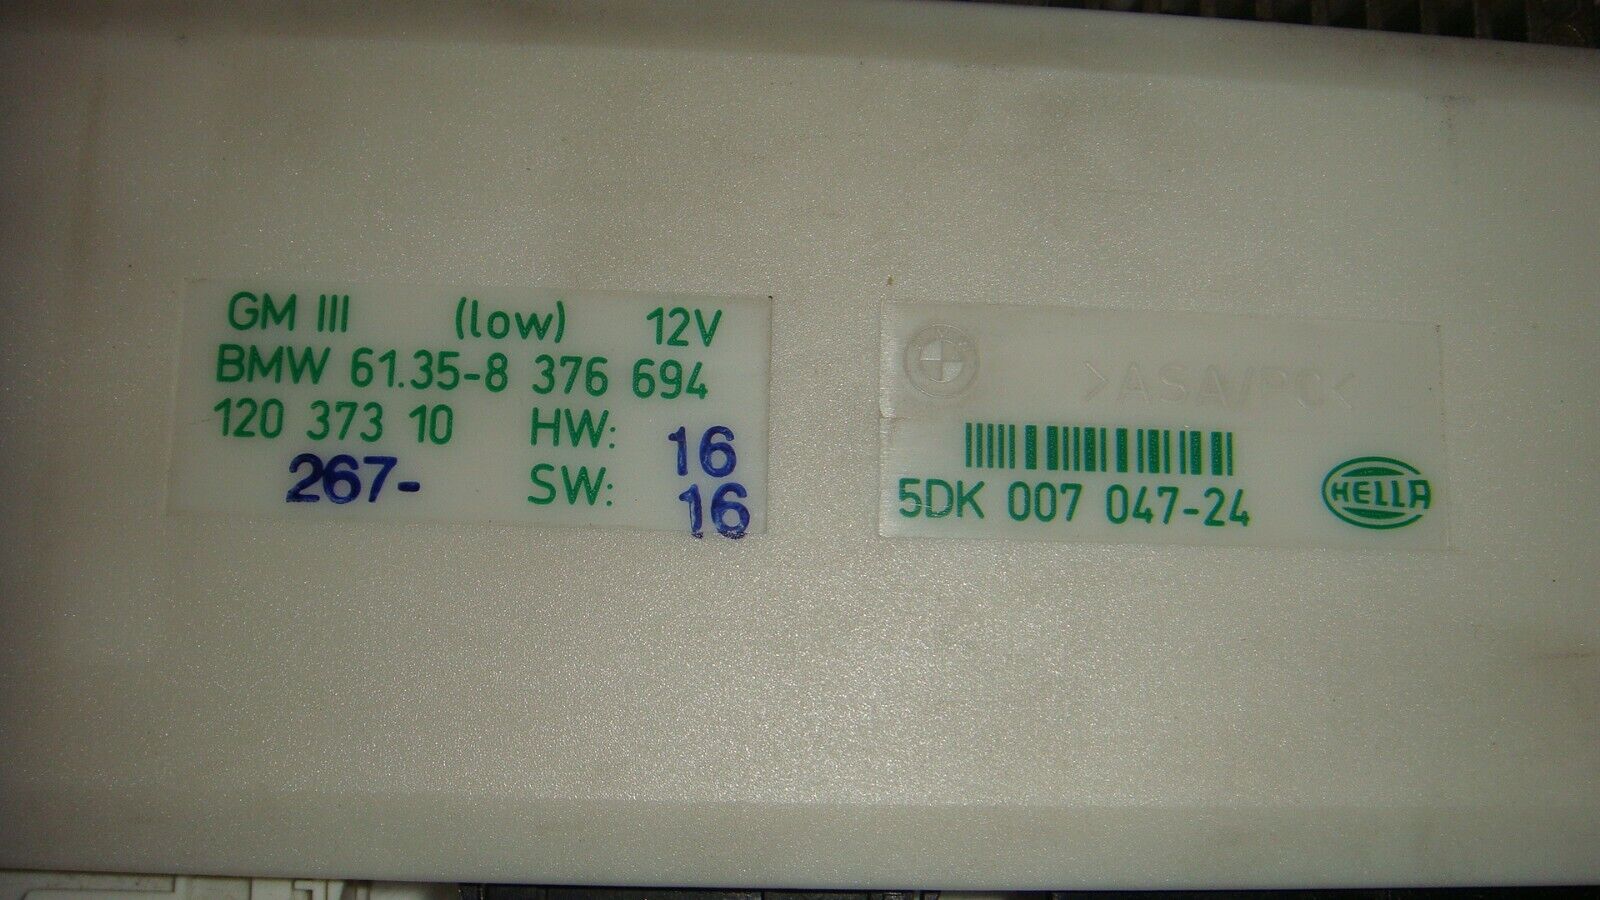 GM III (low) 12V
BMW 61.35-8 376 694
120 373 10 HW: 16
267- SW: 16
>ASA/PC<
5DK 007 047-24
HELLA